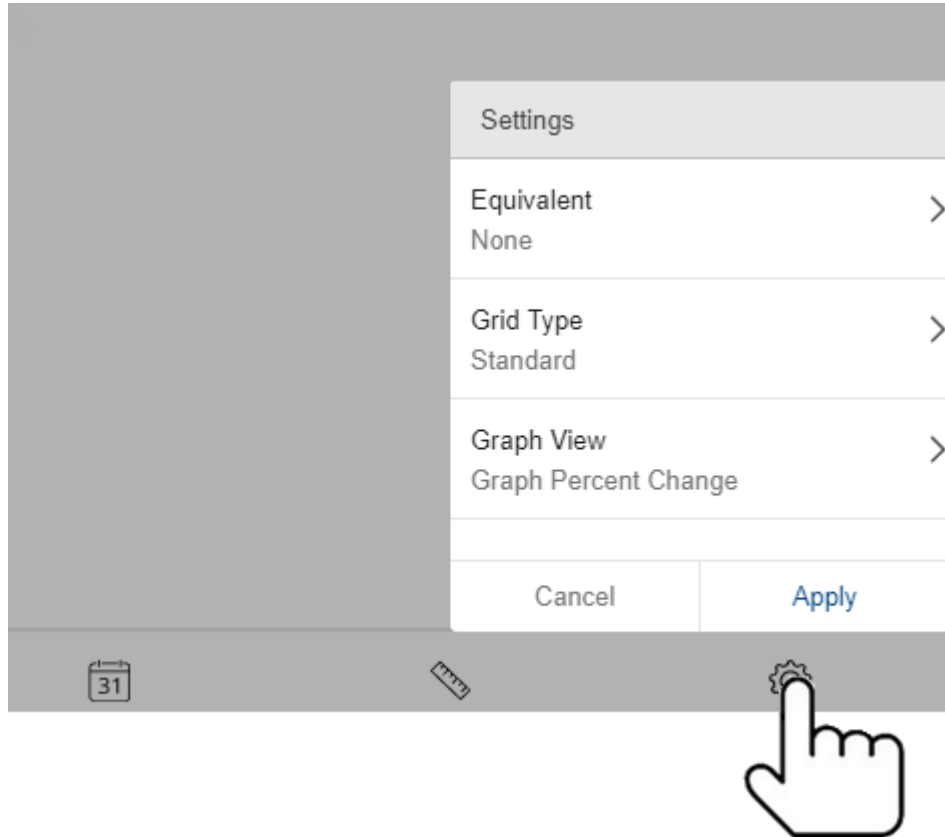 Settings
Equivalent
None
Grid Type
Standard
Graph View
Graph Percent Change
Cancel
Apply
31